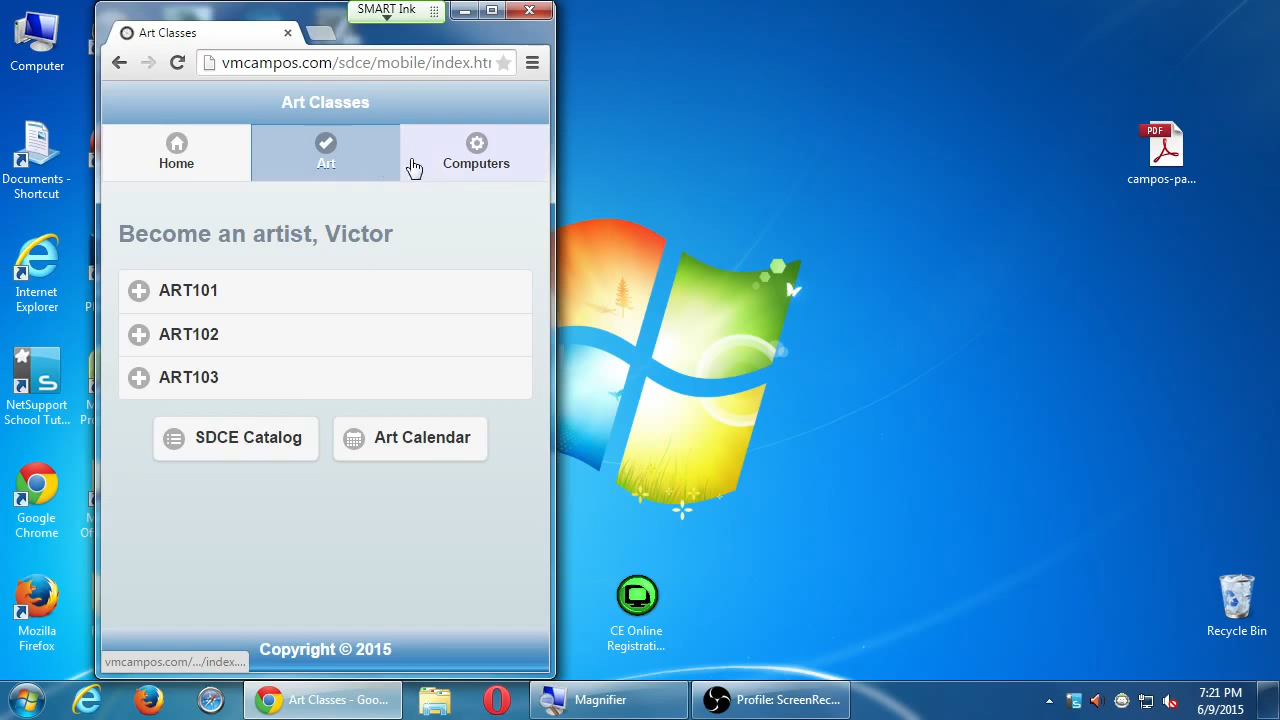 SMART Ink
Art Classes
vmcampos.com/sdce/mobile/index.htı
Art Classes
Home
Art
Computers
Become an artist, Victor
ART101
ART102
ART103
SDCE Catalog
Art Calendar
Copyright © 2015
vmcampos.com/.../index....
Computer
Documents -
Shortcut
Internet
Explorer
NetSupport
School Tut...
Google
Chrome
Mozilla
Firefox
PDF
campos-pa...
CE Online
Registrati...
Recycle Bin
Art Classes - Goo...
Magnifier
Profile: ScreenRec...
7:21 PM
6/9/2015